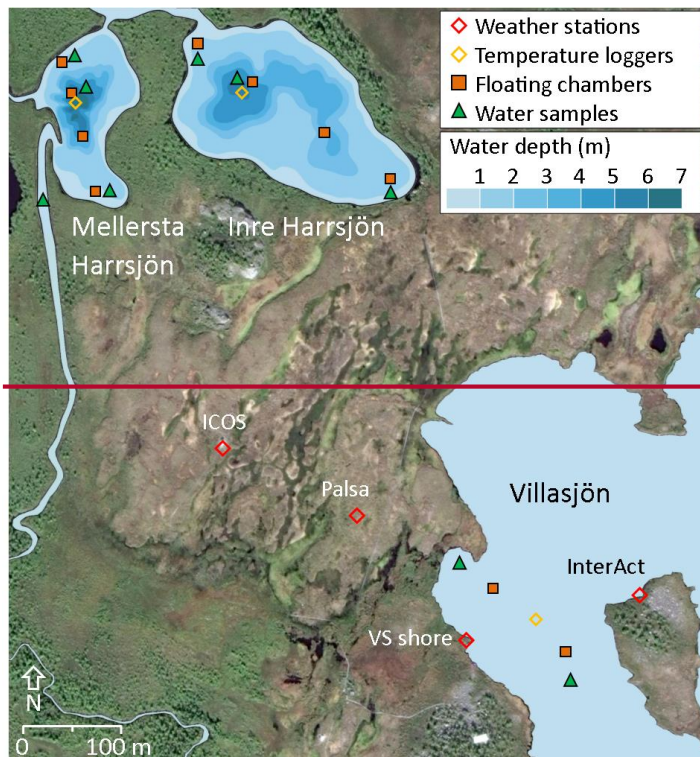 Weather stations
Temperature loggers
Floating chambers
Water samples
Water depth (m)
1 2 3 4 5 6 7
Mellersta
Harrsjön
Inre Harrsjön
ICOS
Palsa
Villasjön
InterAct
VS shore
N
0 100 m